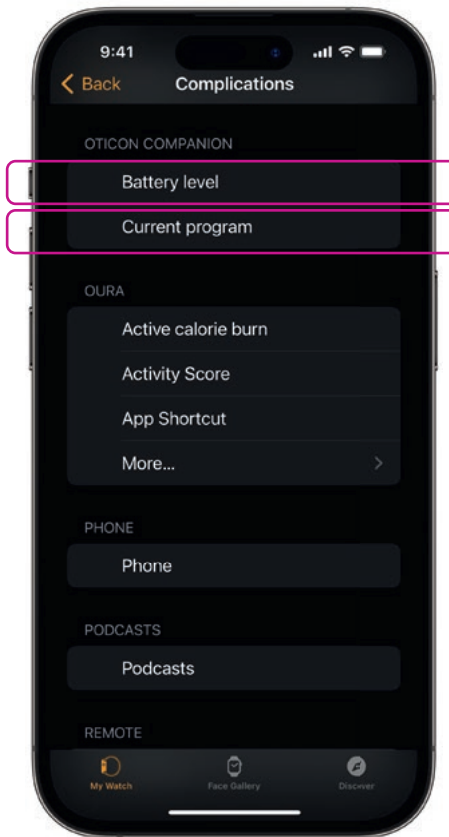 9:41
Back
Complications
OTICON COMPANION
Battery level
Current program
OURA
Active calorie burn
Activity Score
App Shortcut
More...
PHONE
Phone
PODCASTS
Podcasts
REMOTE
My Watch
Face Gallery
Discover